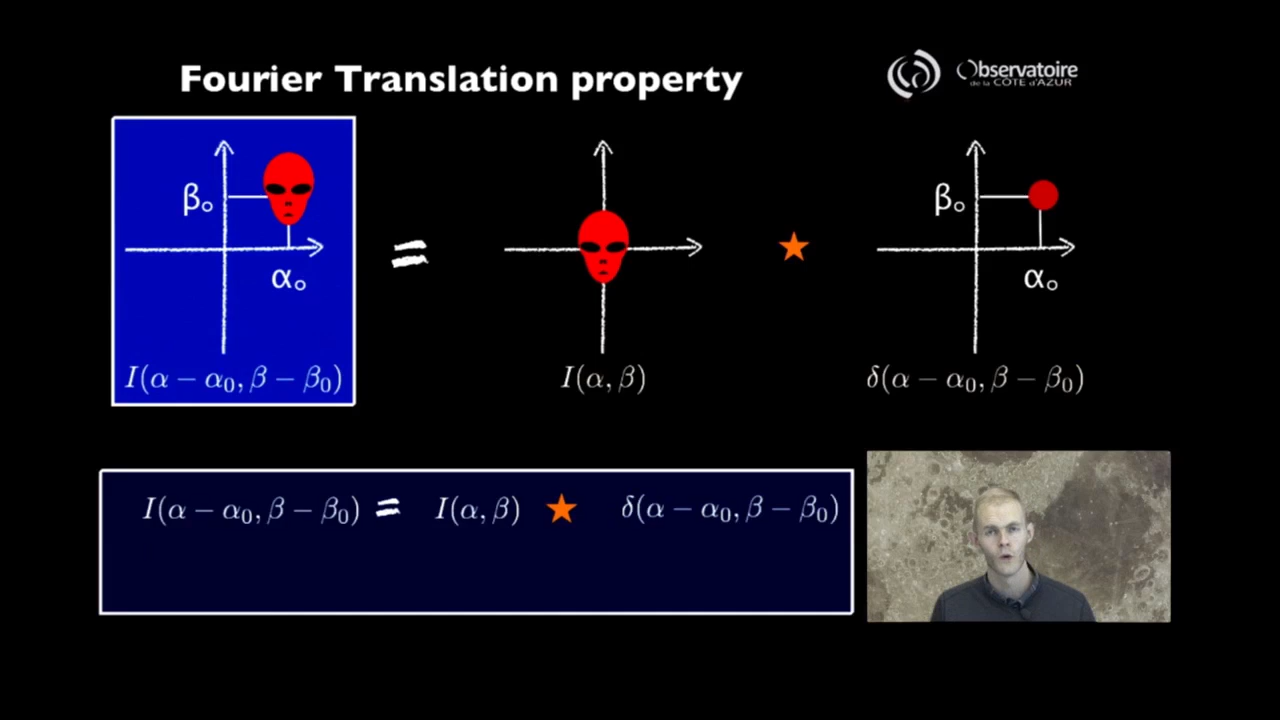 Fourier Translation property
Observatoire
de la CÔTE d'AZUR
β₀
α₀
I(α − α₀, β − β₀)
=
I(α, β)
★
β₀
α₀
δ(α − α₀, β − β₀)
I(α − α₀, β − β₀) = I(α, β) ★ δ(α − α₀, β − β₀)